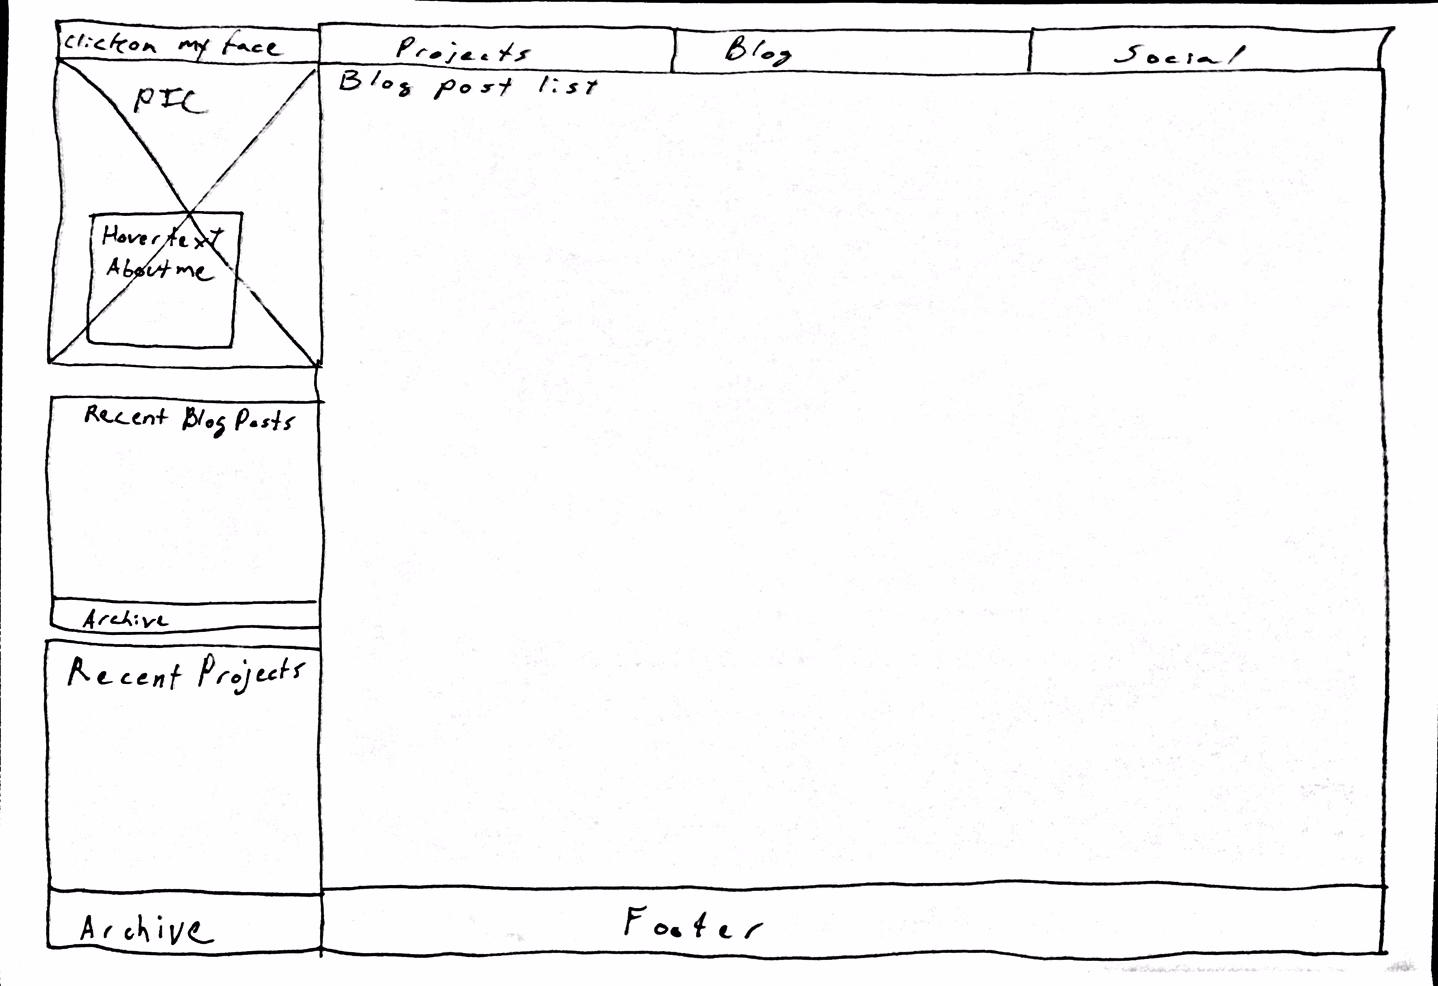 Click on my face
Projects
Blog
Social
PIC
Hover text
About me
Blog post list
Recent Blog Posts
Archive
Recent Projects
Archive
Footer